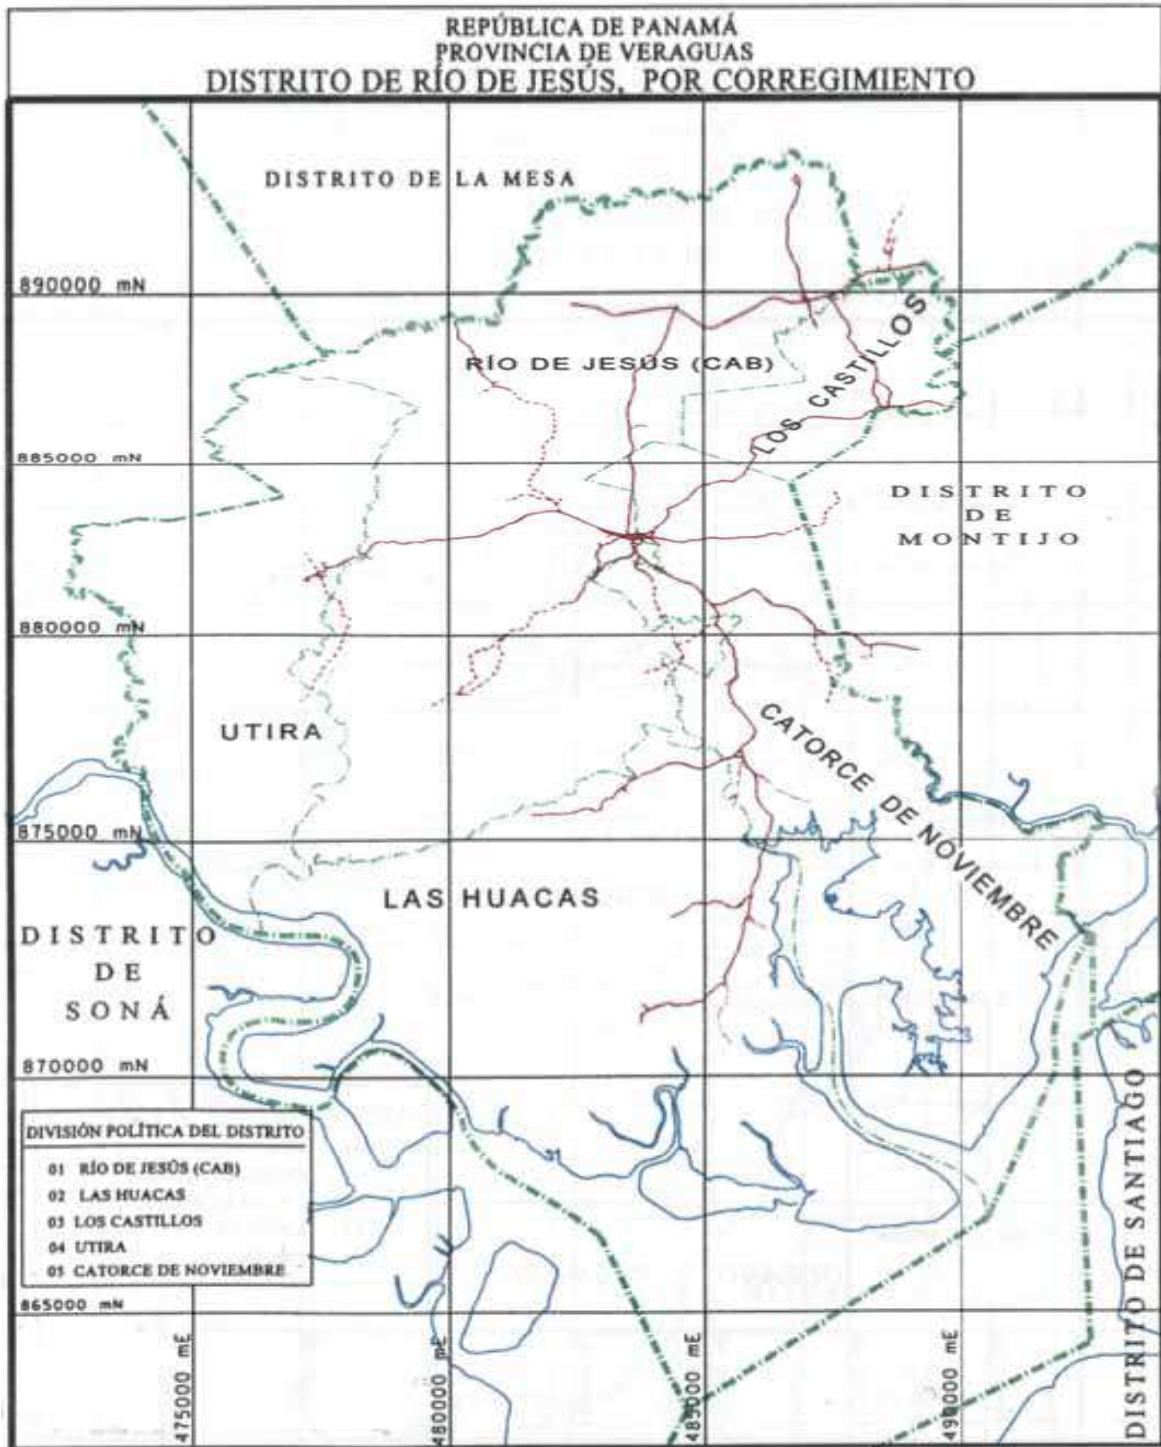 REPÚBLICA DE PANAMÁ
PROVINCIA DE VERAGUAS
DISTRITO DE RÍO DE JESÚS, POR CORREGIMIENTO
DISTRITO DE LA MESA
890000 mN
RÍO DE JESÚS (CAB)
LOS CASTILLOS
885000 mN
DISTRITO
DE
MONTIJO
880000 mN
UTIRA
CATORCE DE NOVIEMBRE
875000 mN
LAS HUACAS
DISTRITO
DE
SONÁ
870000 mN
DIVISIÓN POLÍTICA DEL DISTRITO
01 RÍO DE JESÚS (CAB)
02 LAS HUACAS
03 LOS CASTILLOS
04 UTIRA
05 CATORCE DE NOVIEMBRE
865000 mN
475000 mE
480000 mE
485000 mE
490000 mE
DISTRITO DE SANTIAGO